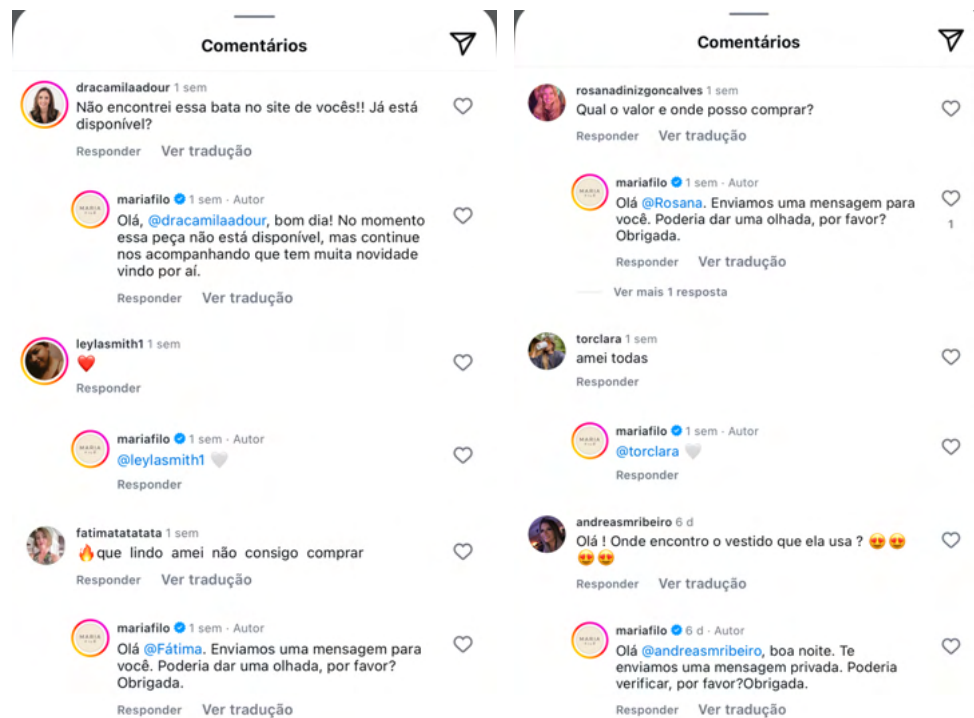 Comentários
dracamilaadour 1 sem
Não encontrei essa bata no site de vocês!! Já está
disponível?
Responder Ver tradução
mariafilo 1 sem · Autor
Olá, @dracamilaadour, bom dia! No momento
essa peça não está disponível, mas continue
nos acompanhando que tem muita novidade
vindo por aí.
Responder Ver tradução
leylasmith1 1 sem
❤️
Responder
mariafilo 1 sem · Autor
@leylasmith1 🤍
Responder
fatimatatatata 1 sem
🔥que lindo amei não consigo comprar
Responder Ver tradução
mariafilo 1 sem · Autor
Olá @Fátima. Enviamos uma mensagem para
você. Poderia dar uma olhada, por favor?
Obrigada.
Responder Ver tradução
Comentários
rosanadinizgoncalves 1 sem
Qual o valor e onde posso comprar?
Responder Ver tradução
mariafilo 1 sem · Autor
Olá @Rosana. Enviamos uma mensagem para
você. Poderia dar uma olhada, por favor?
Obrigada.
1
Responder Ver tradução
Ver mais 1 resposta
torclara 1 sem
amei todas
Responder
mariafilo 1 sem · Autor
@torclara 🤍
Responder
andreasmribeiro 6 d
Olá ! Onde encontro o vestido que ela usa ? 😍😍
😍😍
Responder Ver tradução
mariafilo 6 d · Autor
Olá @andreasmribeiro, boa noite. Te
enviamos uma mensagem privada. Poderia
verificar, por favor?Obrigada.
Responder Ver tradução